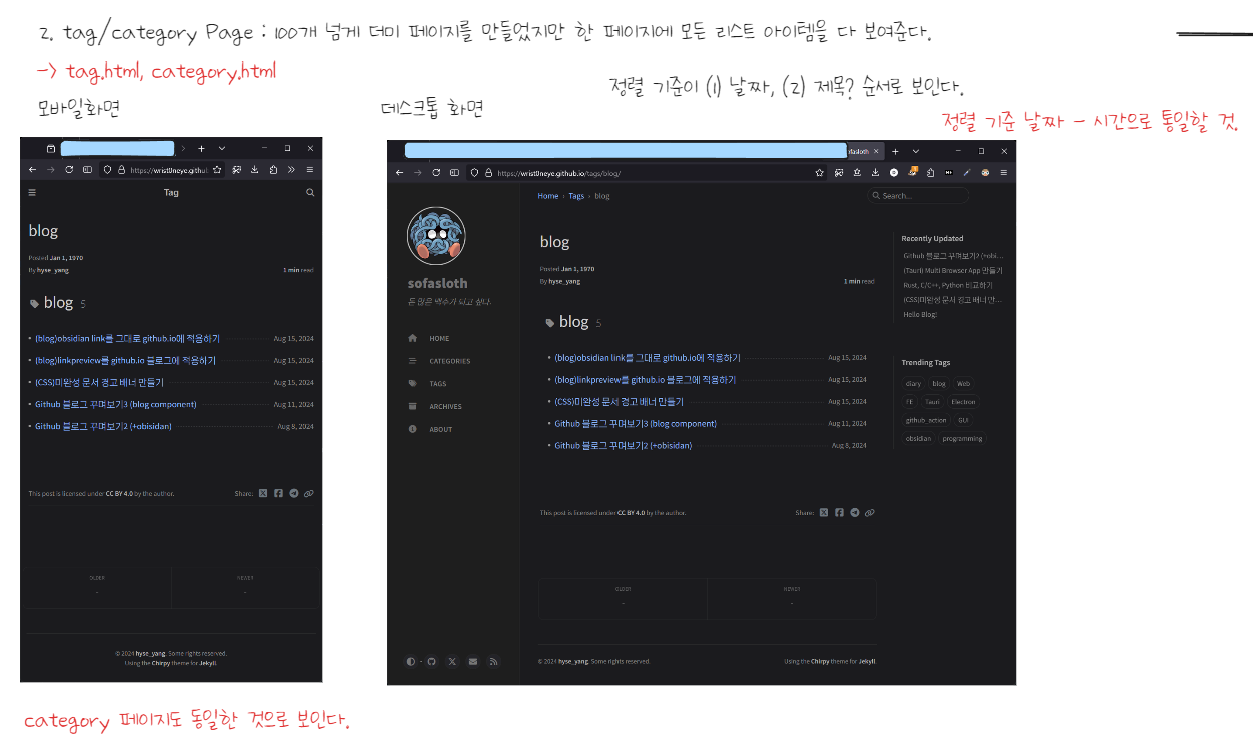 2. tag/category Page : 100개 넘게 더미 페이지를 만들었지만 한 페이지에 모든 리스트 아이템을 다 보여준다.
-> tag.html, category.html
정렬 기준이 (1) 날짜, (2) 제목? 순서로 보인다.
정렬 기준 날짜 - 시간으로 통일할 것.
모바일화면
데스크톱 화면
https://wrist0neye.githul
Tag
blog
Posted Jan 1, 1970
By hyse_yang
1 min read
blog 5
(blog)obsidian link를 그대로 github.io에 적용하기 Aug 15, 2024
(blog)linkpreview를 github.io 블로그에 적용하기 Aug 15, 2024
(CSS)미완성 문서 경고 배너 만들기 Aug 15, 2024
Github 블로그 꾸며보기3 (blog component) Aug 11, 2024
Github 블로그 꾸며보기2 (+obisidan) Aug 8, 2024
This post is licensed under CC BY 4.0 by the author.
Share:
OLDER
-
NEWER
-
© 2024 hyse_yang. Some rights reserved.
Using the Chirpy theme for Jekyll.
ofasloth
https://wrist0neye.github.io/tags/blog/
sofasloth
돈 많은 백수가 되고 싶다.
HOME
CATEGORIES
TAGS
ARCHIVES
ABOUT
Home › Tags › blog
Search...
blog
Posted Jan 1, 1970
By hyse_yang
1 min read
blog 5
(blog)obsidian link를 그대로 github.io에 적용하기 Aug 15, 2024
(blog)linkpreview를 github.io 블로그에 적용하기 Aug 15, 2024
(CSS)미완성 문서 경고 배너 만들기 Aug 15, 2024
Github 블로그 꾸며보기3 (blog component) Aug 11, 2024
Github 블로그 꾸며보기2 (+obisidan) Aug 8, 2024
This post is licensed under CC BY 4.0 by the author.
Share:
OLDER
-
NEWER
-
© 2024 hyse_yang. Some rights reserved.
Using the Chirpy theme for Jekyll.
Recently Updated
Github 블로그 꾸며보기2 (+obi...
(Tauri) Multi Browser App 만들기
Rust, C/C++, Python 비교하기
(CSS)미완성 문서 경고 배너 만...
Hello Blog!
Trending Tags
diary blog Web
FE Tauri Electron
github_action GUI
obsidian programming
category 페이지도 동일한 것으로 보인다.